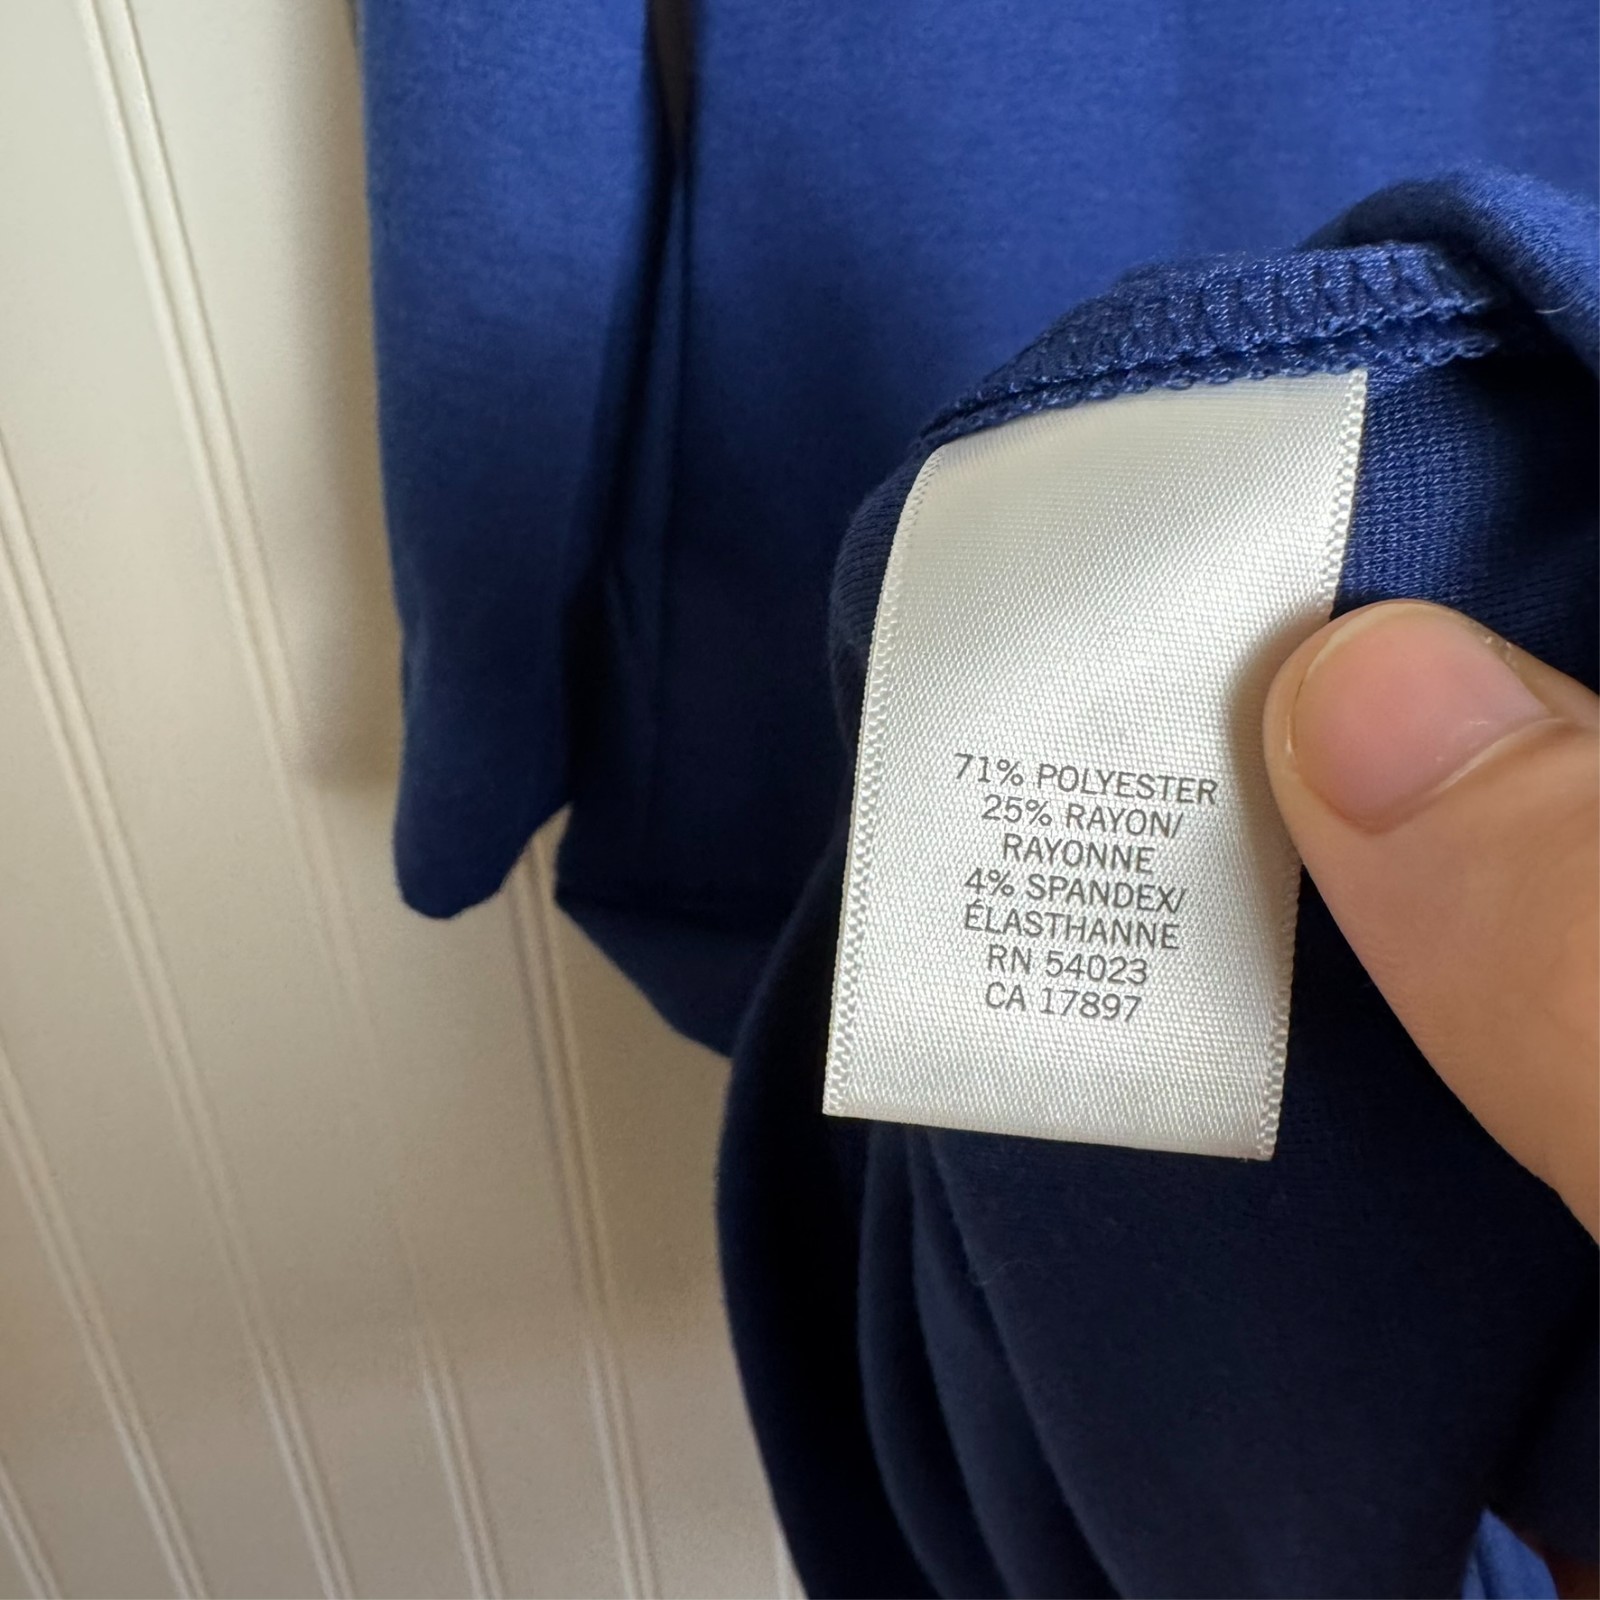 71% POLYESTER
25% RAYON/
RAYONNE
4% SPANDEX/
ÉLASTHANNE
RN 54023
CA 17897